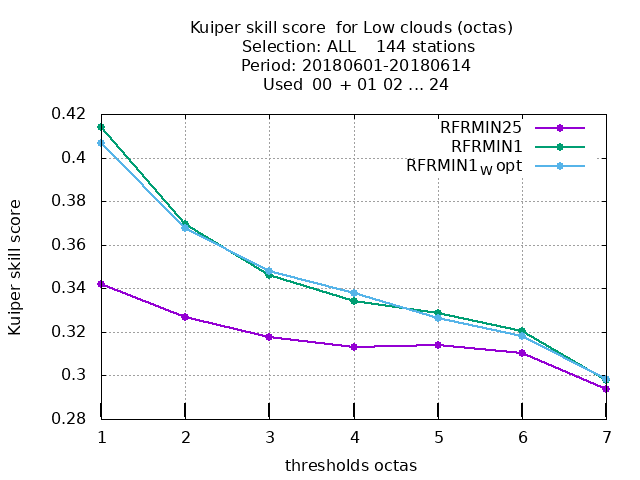 Kuiper skill score  for Low clouds (octas)
Selection: ALL    144 stations
Period: 20180601-20180614
Used  00 + 01 02 ... 24
RFRMIN25
RFRMIN1
RFRMIN1W opt
0.42
0.4
0.38
0.36
0.34
0.32
0.3
0.28
Kuiper skill score
1 2 3 4 5 6 7
thresholds octas